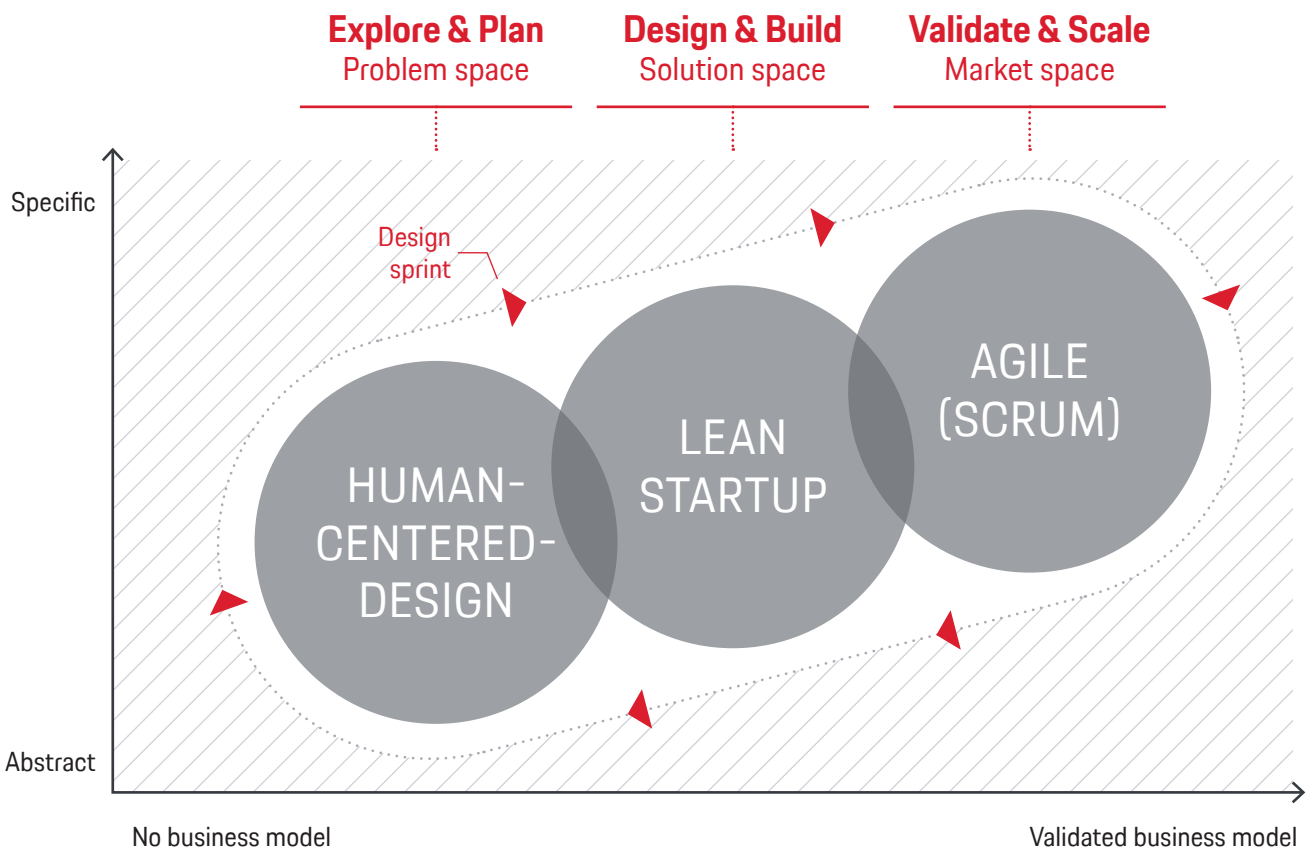 Explore & Plan
Problem space
Design & Build
Solution space
Validate & Scale
Market space
Specific
Design
sprint
AGILE
(SCRUM)
LEAN
STARTUP
HUMAN-
CENTERED-
DESIGN
Abstract
No business model
Validated business model